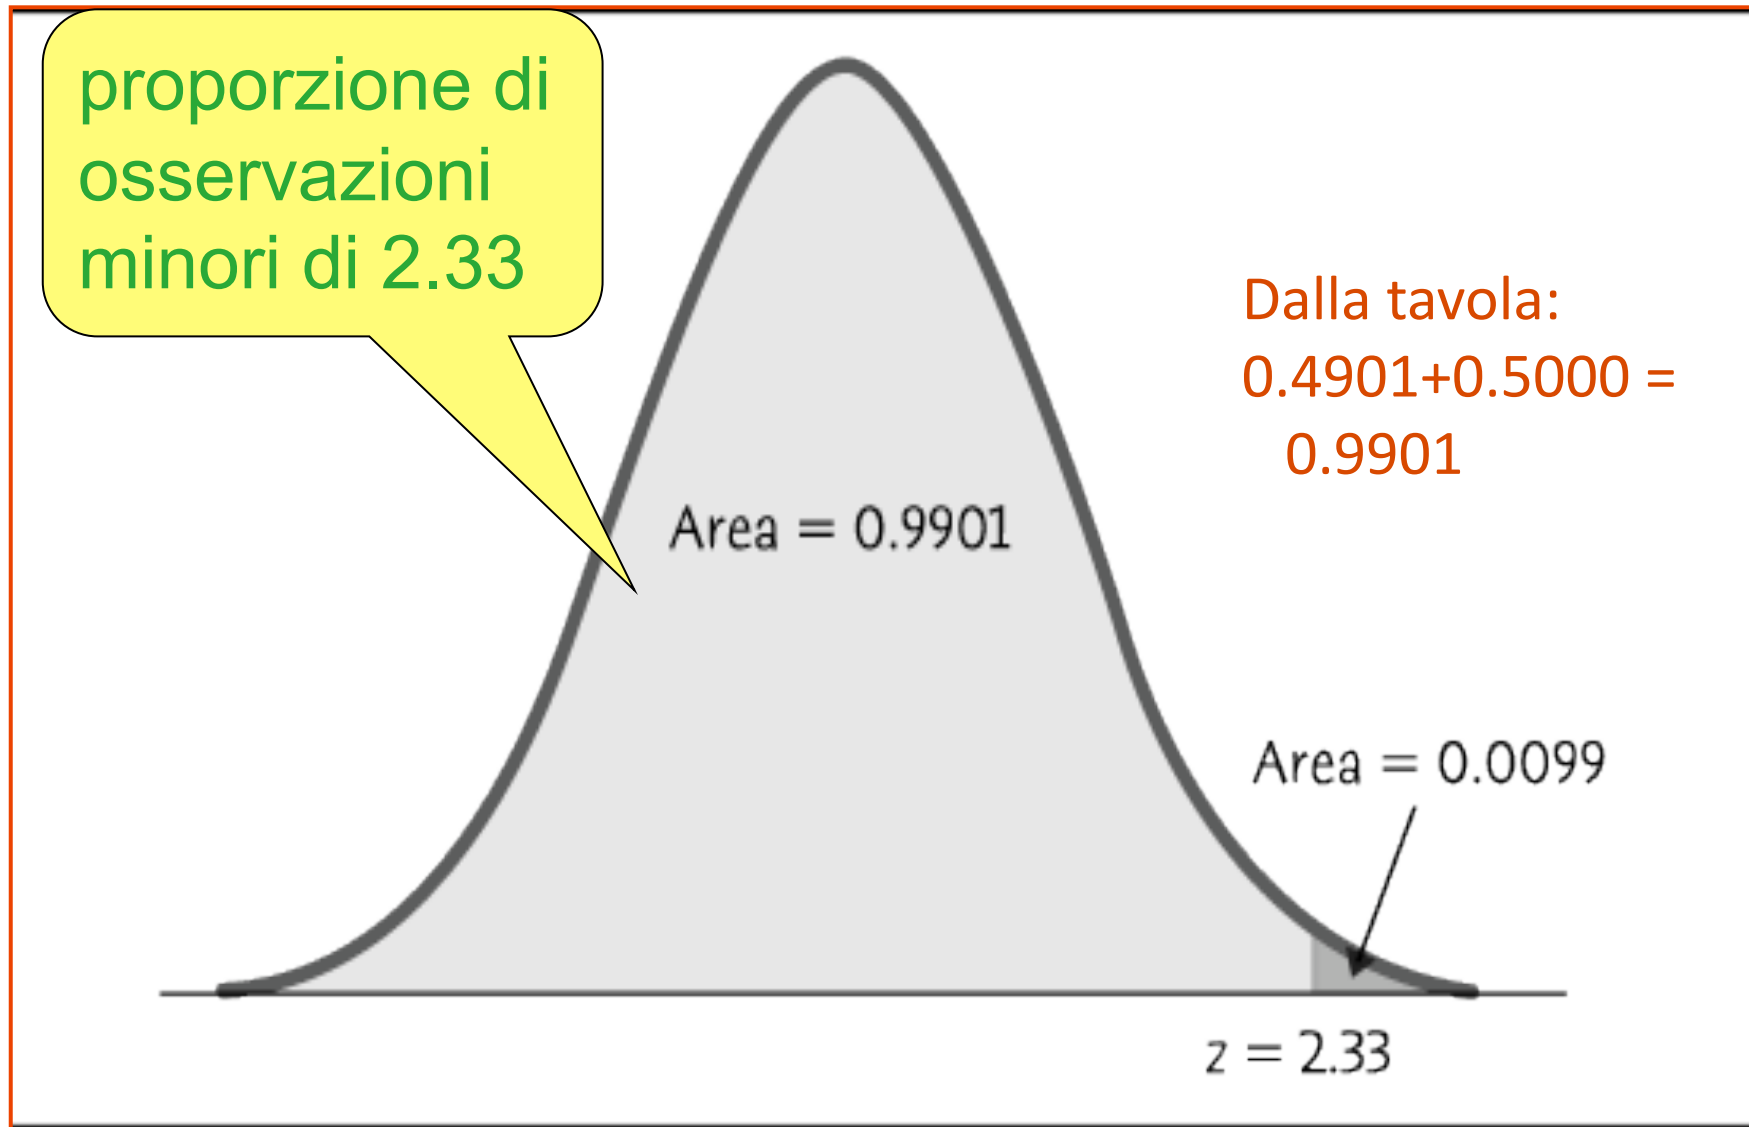 proporzione di
osservazioni
minori di 2.33
Dalla tavola:
0.4901+0.5000 =
0.9901
Area = 0.9901
Area = 0.0099
z = 2.33